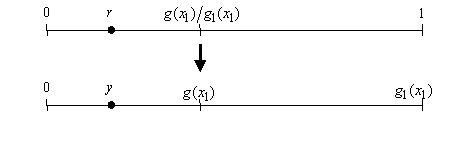 0 r g(x₁)/g₁(x₁) 1
0 y g(x₁) g₁(x₁)